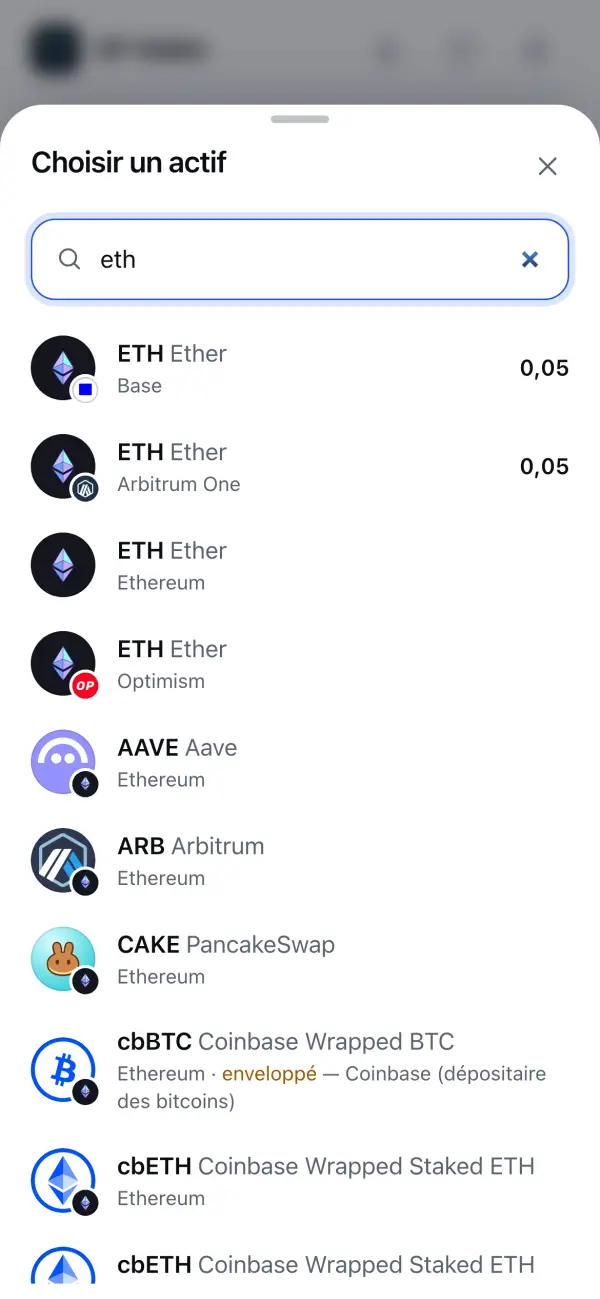 Choisir un actif
eth
ETH Ether
Base
0,05
ETH Ether
Arbitrum One
0,05
ETH Ether
Ethereum
ETH Ether
OP
Optimism
AAVE Aave
Ethereum
ARB Arbitrum
Ethereum
CAKE PancakeSwap
Ethereum
cbBTC Coinbase Wrapped BTC
Ethereum · enveloppé — Coinbase (dépositaire
des bitcoins)
cbETH Coinbase Wrapped Staked ETH
Ethereum
cbETH Coinbase Wrapped Staked ETH